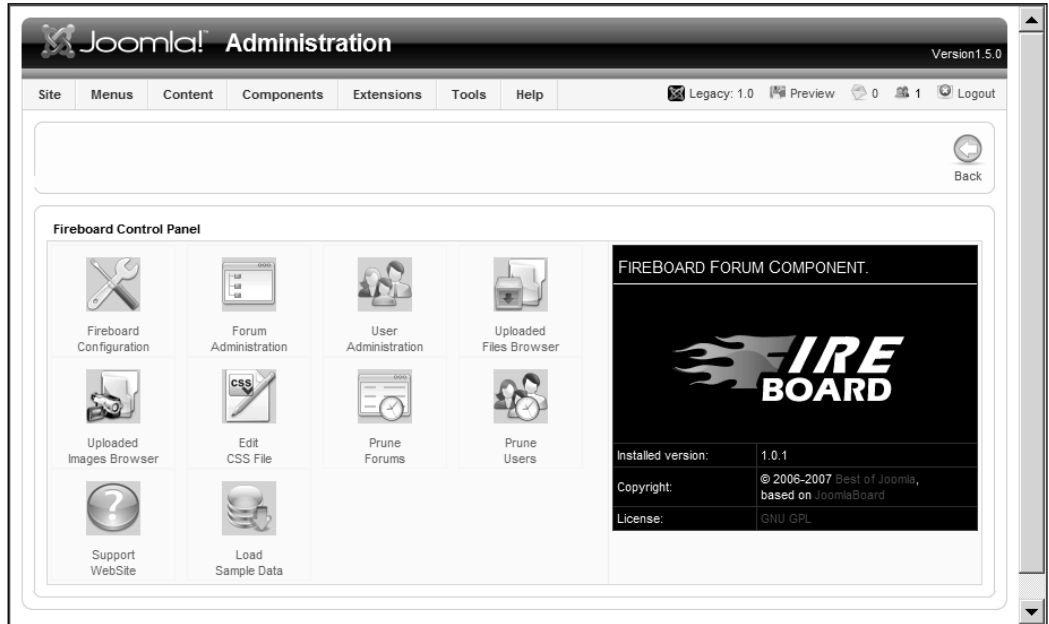 Joomla! Administration
Version1.5.0
Site Menus Content Components Extensions Tools Help Legacy: 1.0 Preview 0 1 Logout
Back
Fireboard Control Panel
Fireboard
Configuration
Forum
Administration
User
Administration
Uploaded
Files Browser
Uploaded
Images Browser
CSS
Edit
CSS File
Prune
Forums
Prune
Users
Support
WebSite
Load
Sample Data
FIREBOARD FORUM COMPONENT.
FIRE
BOARD
Installed version: 1.0.1
Copyright: © 2006-2007 Best of Joomla,
based on JoomlaBoard
License: GNU GPL